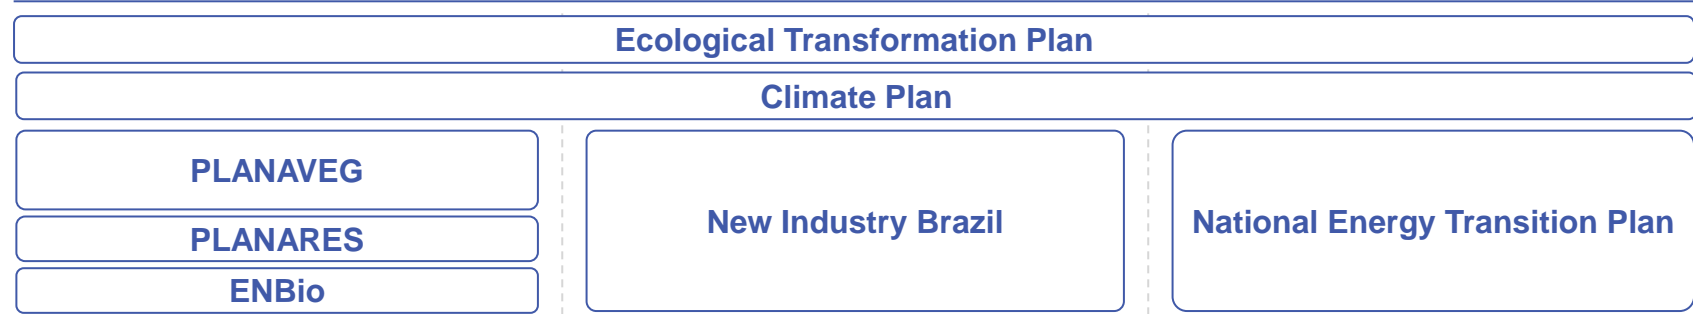 Ecological Transformation Plan
Climate Plan
PLANAVEG
PLANARES
ENBio
New Industry Brazil
National Energy Transition Plan